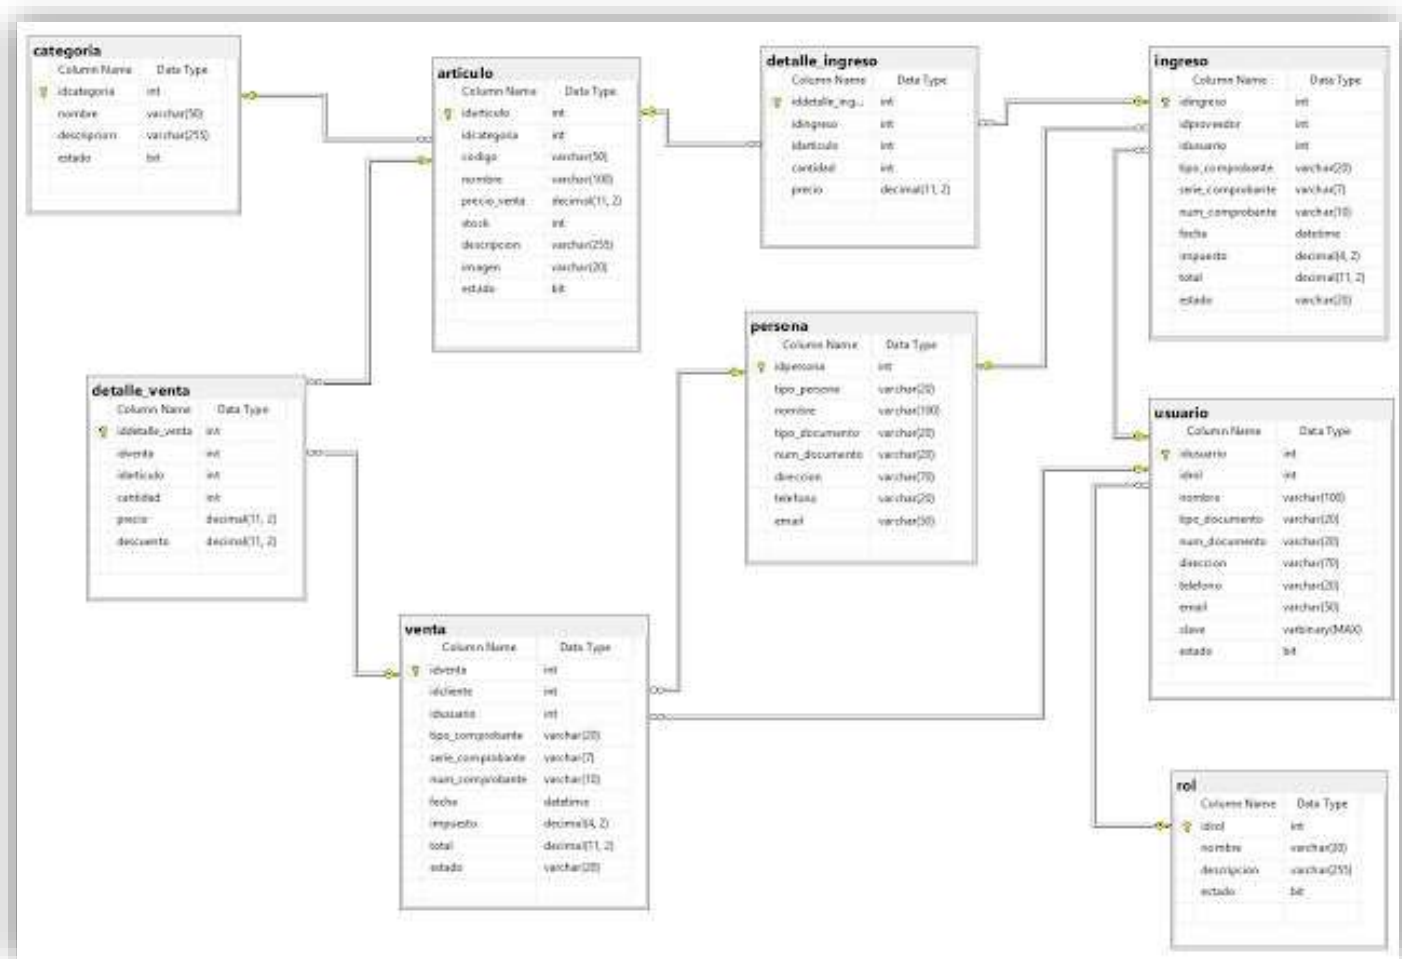 categoria
Column Name Data Type
idcategoria int
nombre varchar(50)
descripcion varchar(255)
estado bit
articulo
Column Name Data Type
idarticulo int
idcategoria int
codigo varchar(50)
nombre varchar(100)
precio_venta decimal(11, 2)
stock int
descripcion varchar(255)
imagen varchar(20)
estado bit
detalle_ingreso
Column Name Data Type
iddetalle_ing... int
idingreso int
idarticulo int
cantidad int
precio decimal(11, 2)
ingreso
Column Name Data Type
idingreso int
idproveedor int
idusuario int
tipo_comprobante varchar(20)
serie_comprobante varchar(7)
num_comprobante varchar(10)
fecha datetime
impuesto decimal(4, 2)
total decimal(11, 2)
estado varchar(20)
detalle_venta
Column Name Data Type
iddetalle_venta int
idventa int
idarticulo int
cantidad int
precio decimal(11, 2)
descuento decimal(11, 2)
persona
Column Name Data Type
idpersona int
tipo_persona varchar(20)
nombre varchar(100)
tipo_documento varchar(20)
num_documento varchar(20)
direccion varchar(70)
telefono varchar(20)
email varchar(50)
usuario
Column Name Data Type
idusuario int
idrol int
nombre varchar(100)
tipo_documento varchar(20)
num_documento varchar(20)
direccion varchar(70)
telefono varchar(20)
email varchar(50)
clave varbinary(MAX)
estado bit
venta
Column Name Data Type
idventa int
idcliente int
idusuario int
tipo_comprobante varchar(20)
serie_comprobante varchar(7)
num_comprobante varchar(10)
fecha datetime
impuesto decimal(4, 2)
total decimal(11, 2)
estado varchar(20)
rol
Column Name Data Type
idrol int
nombre varchar(30)
descripcion varchar(255)
estado bit